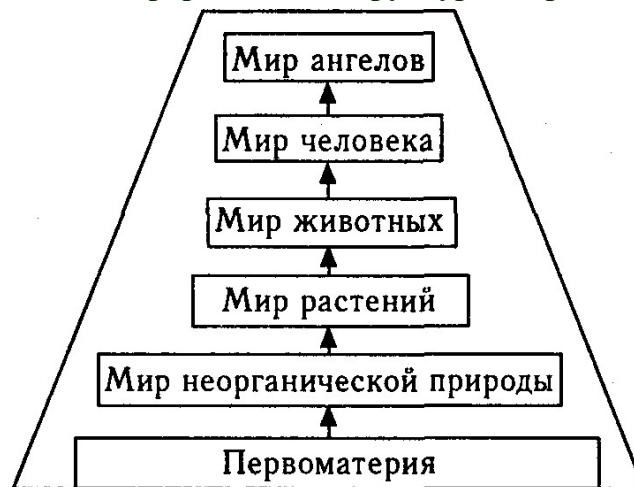 Мир ангелов
Мир человека
Мир животных
Мир растений
Мир неорганической природы
Первоматерия